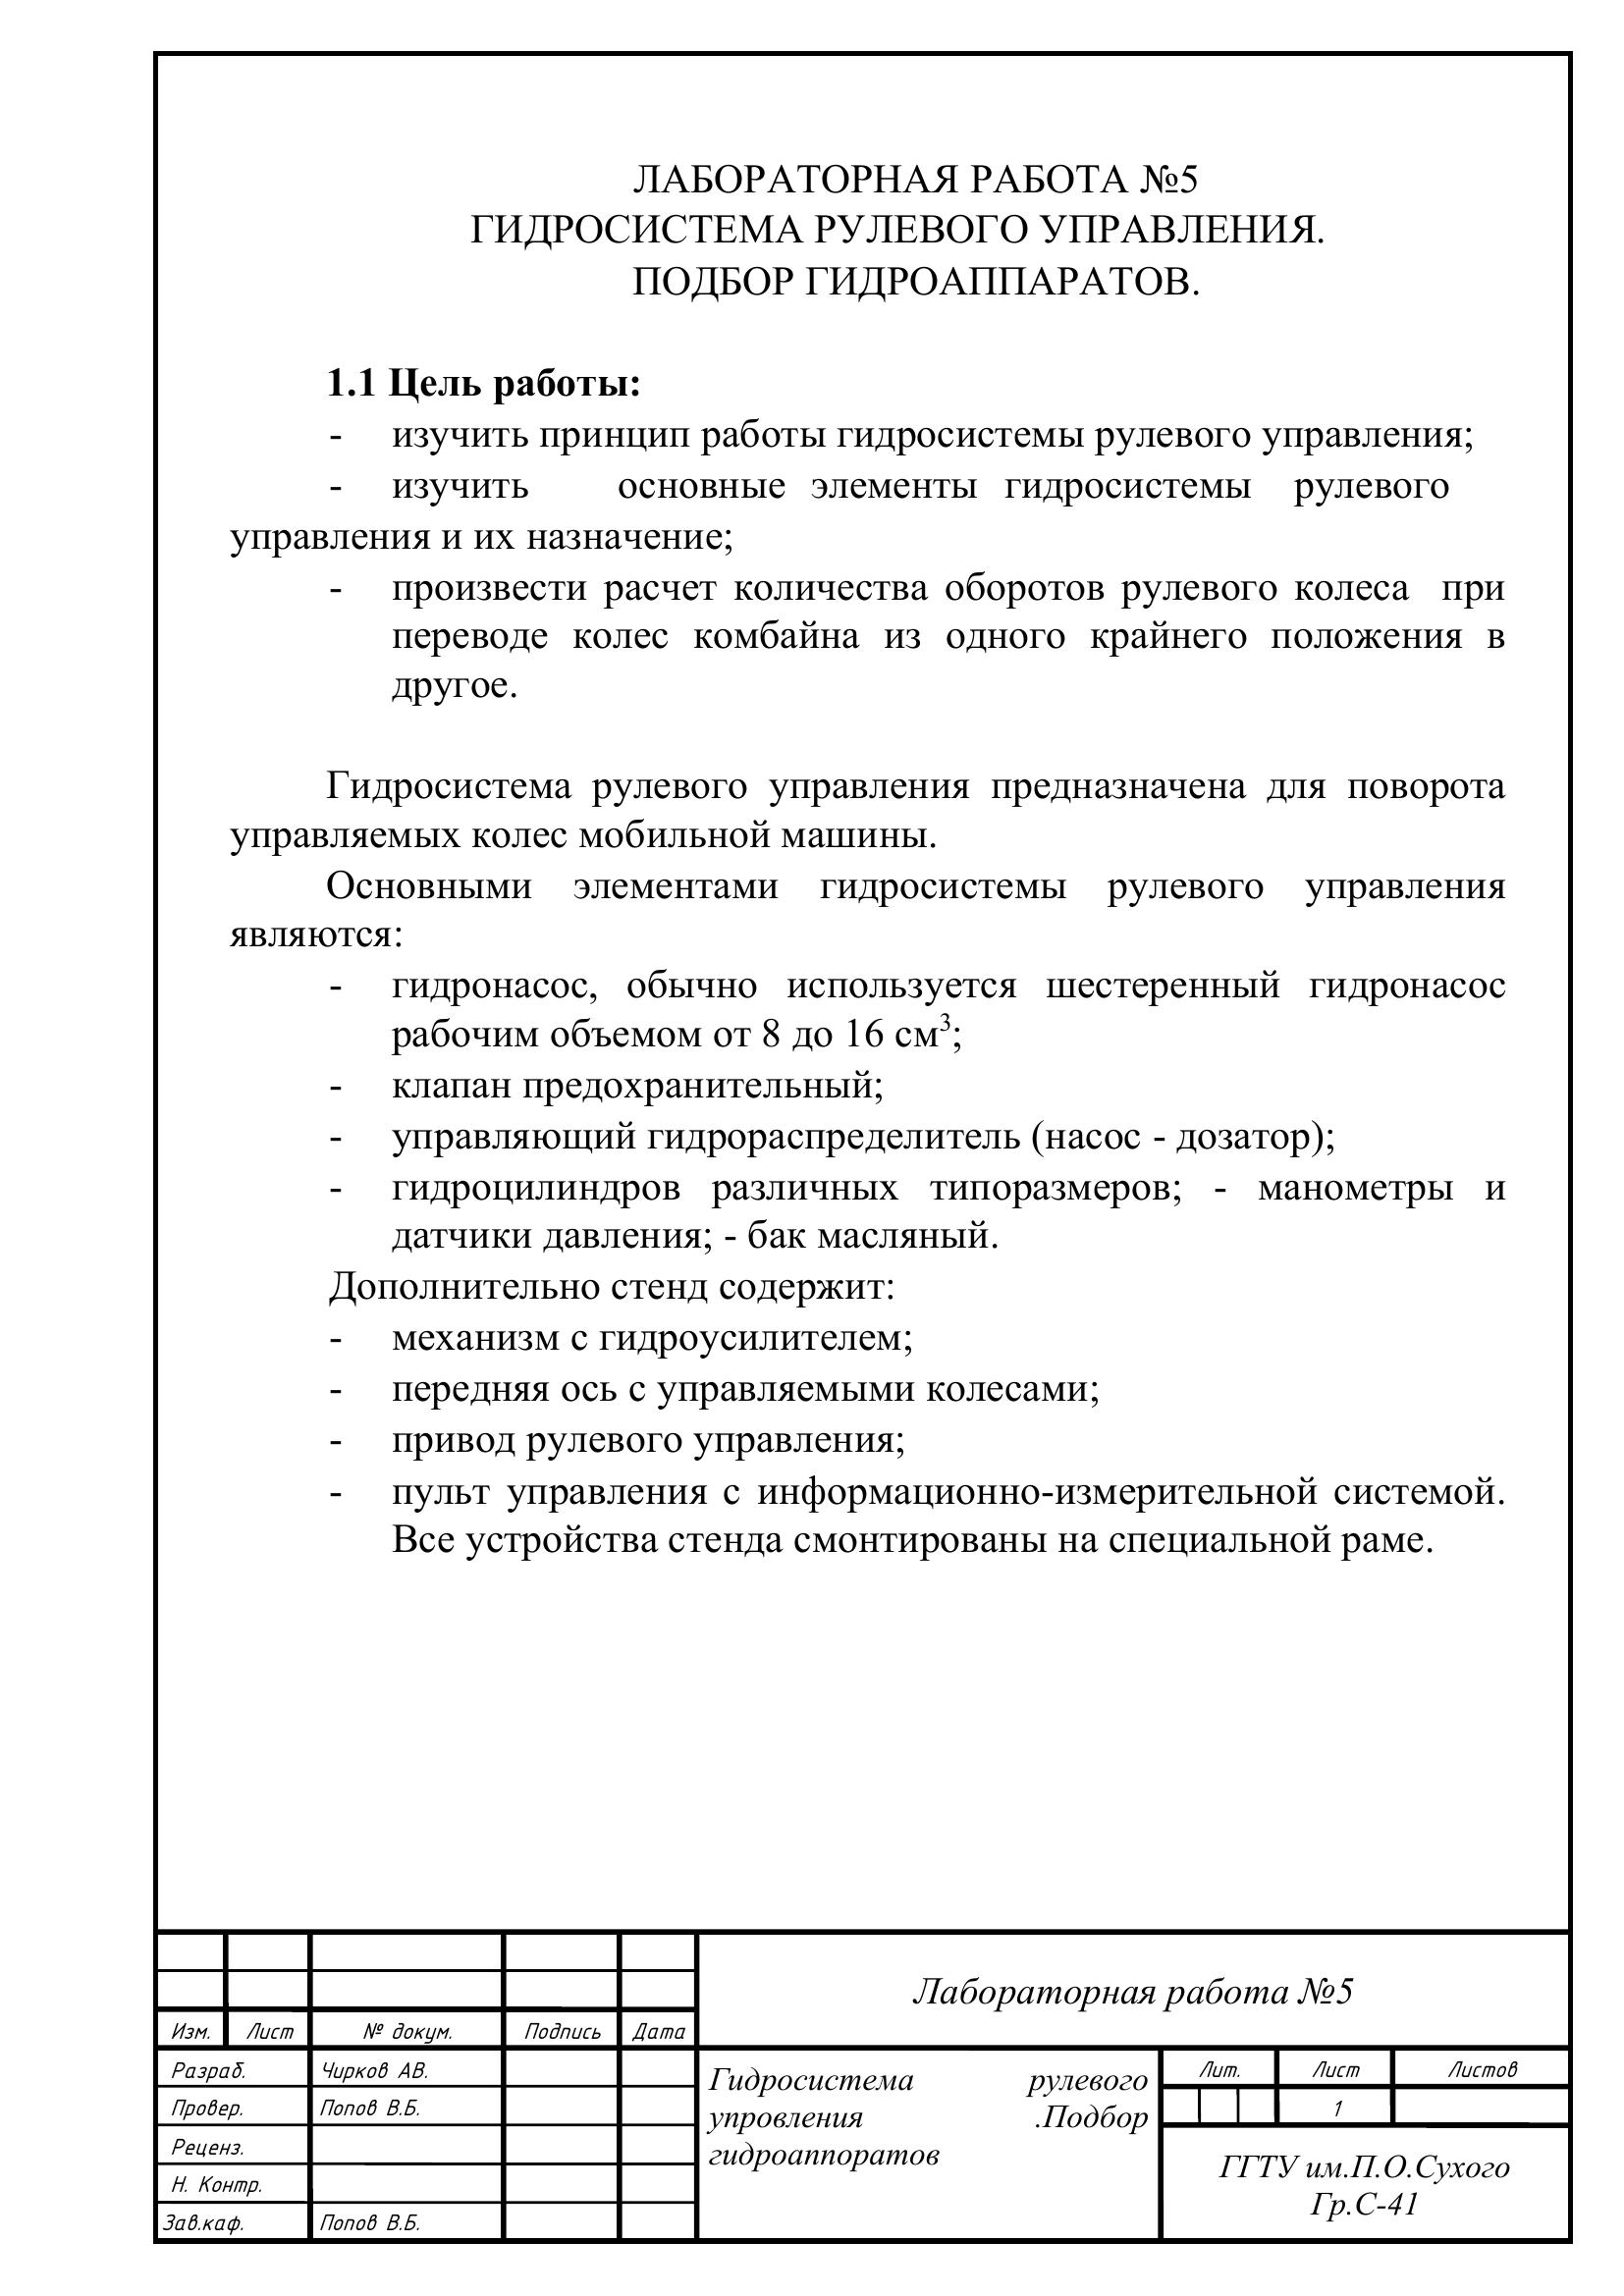 ЛАБОРАТОРНАЯ РАБОТА №5
ГИДРОСИСТЕМА РУЛЕВОГО УПРАВЛЕНИЯ.
ПОДБОР ГИДРОАППАРАТОВ.
1.1 Цель работы:
- изучить принцип работы гидросистемы рулевого управления;
- изучить основные элементы гидросистемы рулевого
управления и их назначение;
- произвести расчет количества оборотов рулевого колеса при
переводе колес комбайна из одного крайнего положения в
другое.
Гидросистема рулевого управления предназначена для поворота
управляемых колес мобильной машины.
Основными элементами гидросистемы рулевого управления
являются:
- гидронасос, обычно используется шестеренный гидронасос
рабочим объемом от 8 до 16 см³;
- клапан предохранительный;
- управляющий гидрораспределитель (насос - дозатор);
- гидроцилиндров различных типоразмеров; - манометры и
датчики давления; - бак масляный.
Дополнительно стенд содержит:
- механизм с гидроусилителем;
- передняя ось с управляемыми колесами;
- привод рулевого управления;
- пульт управления с информационно-измерительной системой.
Все устройства стенда смонтированы на специальной раме.
Лабораторная работа №5
Изм. Лист № докум. Подпись Дата
Разраб. Чирков АВ.
Провер. Попов В.Б.
Реценз.
Н. Контр.
Зав.каф. Попов В.Б.
Гидросистема рулевого
упровления .Подбор
гидроаппоратов
Лит. Лист Листов
1
ГГТУ им.П.О.Сухого
Гр.С-41